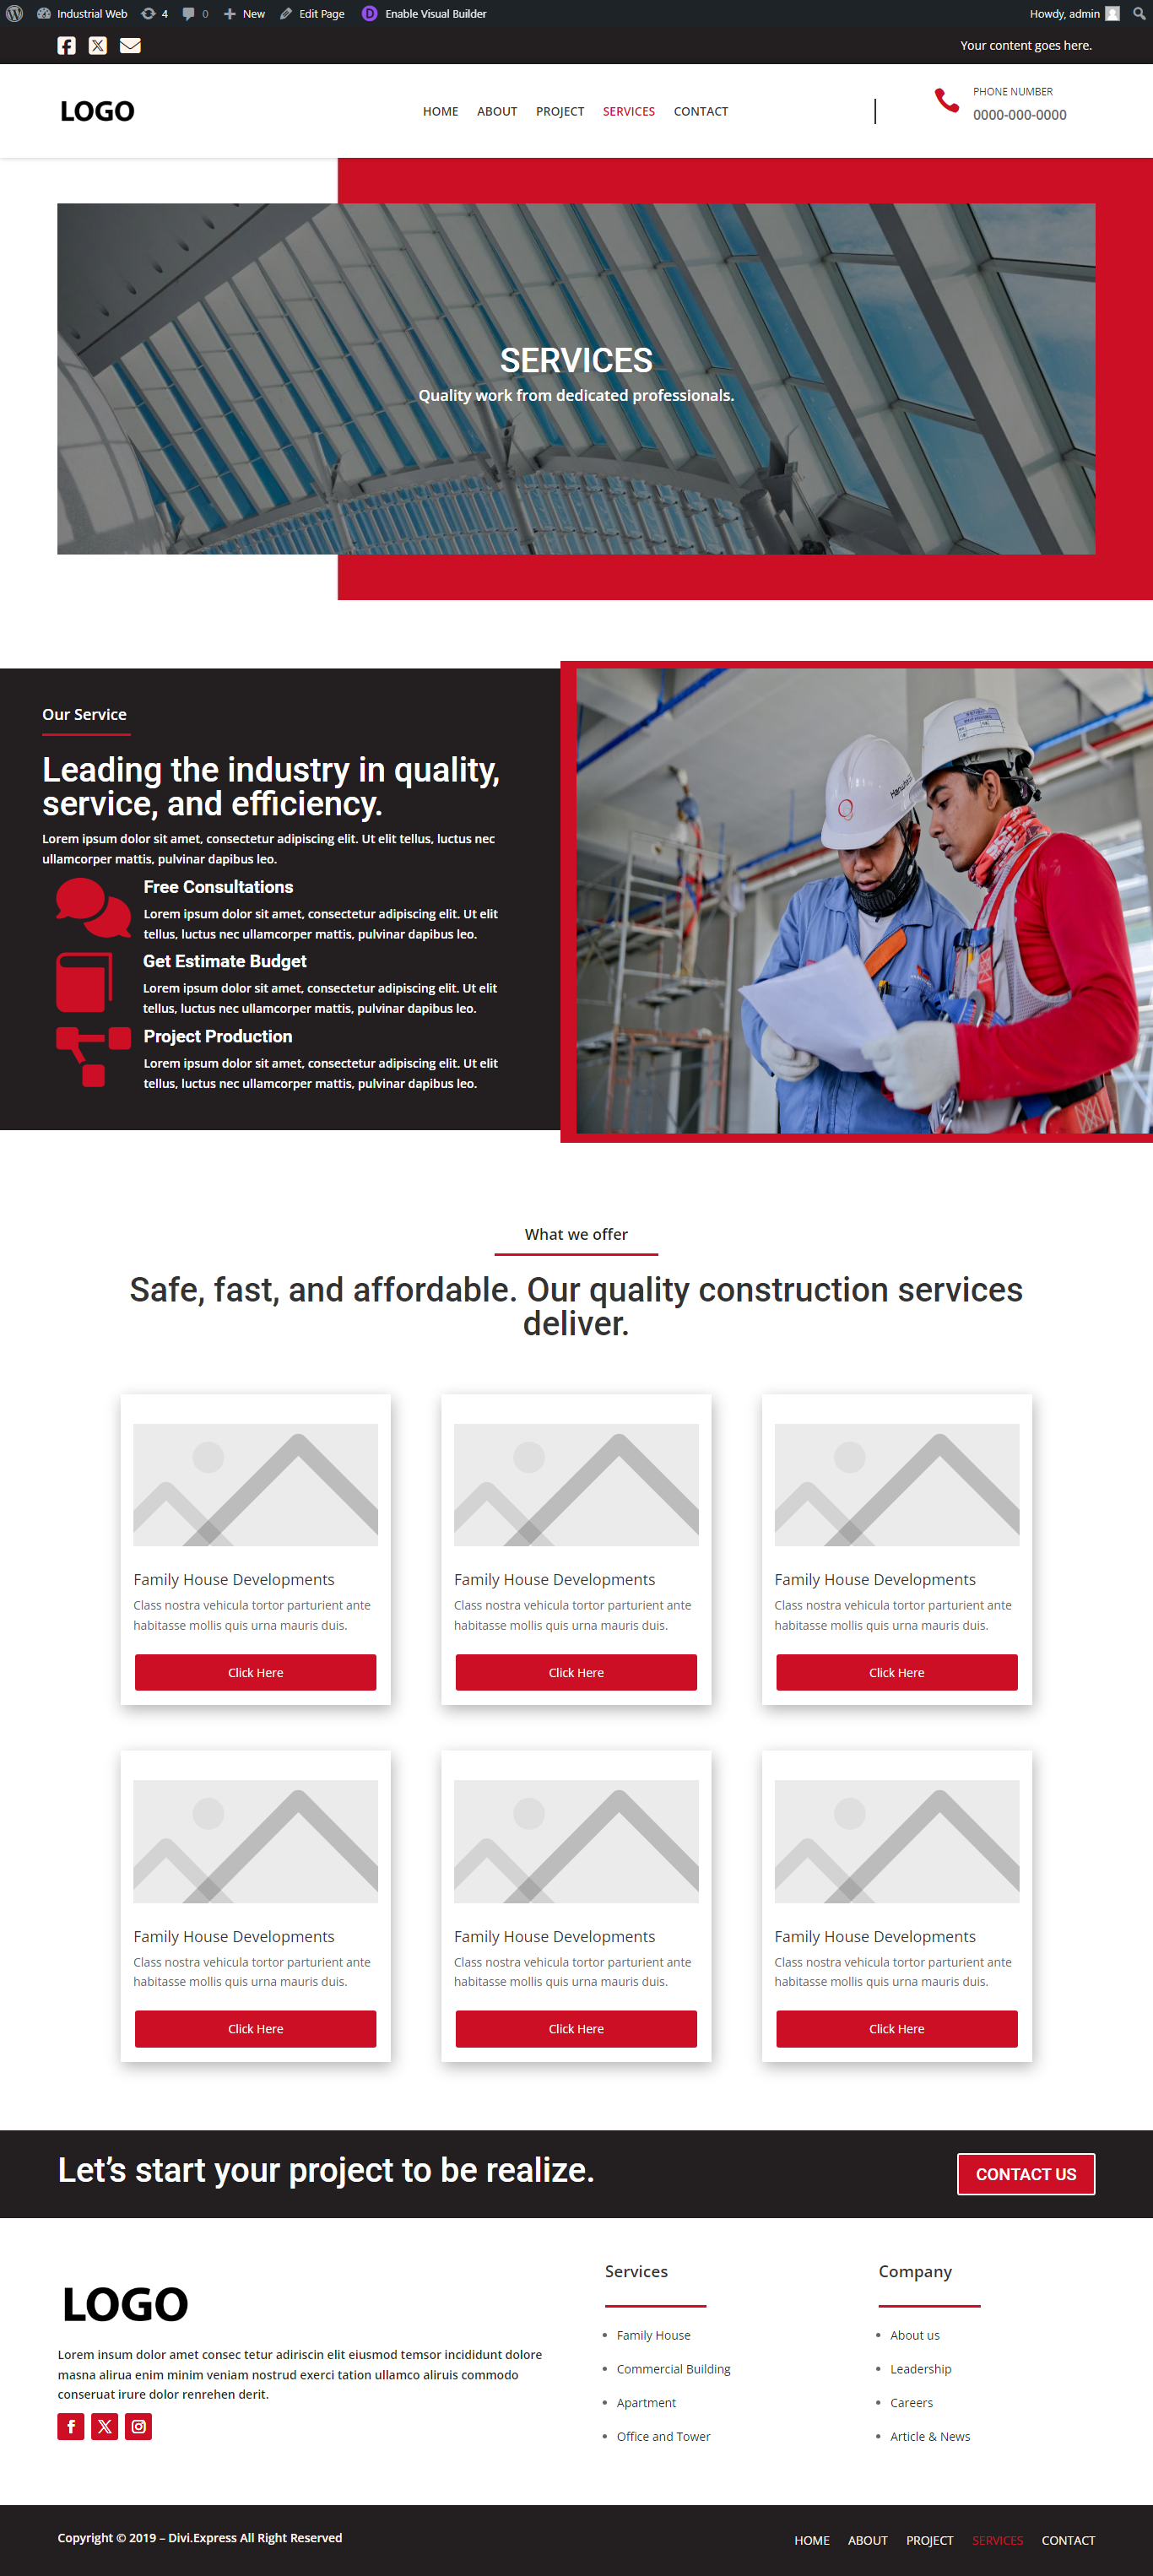 Industrial Web 4 0 New Edit Page D Enable Visual Builder Howdy, admin
Your content goes here.
LOGO HOME ABOUT PROJECT SERVICES CONTACT
PHONE NUMBER
0000-000-0000
SERVICES
Quality work from dedicated professionals.
Our Service
Leading the industry in quality,
service, and efficiency.
Lorem ipsum dolor sit amet, consectetur adipiscing elit. Ut elit tellus, luctus nec
ullamcorper mattis, pulvinar dapibus leo.
Free Consultations
Lorem ipsum dolor sit amet, consectetur adipiscing elit. Ut elit
tellus, luctus nec ullamcorper mattis, pulvinar dapibus leo.
Get Estimate Budget
Lorem ipsum dolor sit amet, consectetur adipiscing elit. Ut elit
tellus, luctus nec ullamcorper mattis, pulvinar dapibus leo.
Project Production
Lorem ipsum dolor sit amet, consectetur adipiscing elit. Ut elit
tellus, luctus nec ullamcorper mattis, pulvinar dapibus leo.
What we offer
Safe, fast, and affordable. Our quality construction services
deliver.
Family House Developments
Class nostra vehicula tortor parturient ante
habitasse mollis quis urna mauris duis.
Click Here
Family House Developments
Class nostra vehicula tortor parturient ante
habitasse mollis quis urna mauris duis.
Click Here
Family House Developments
Class nostra vehicula tortor parturient ante
habitasse mollis quis urna mauris duis.
Click Here
Family House Developments
Class nostra vehicula tortor parturient ante
habitasse mollis quis urna mauris duis.
Click Here
Family House Developments
Class nostra vehicula tortor parturient ante
habitasse mollis quis urna mauris duis.
Click Here
Family House Developments
Class nostra vehicula tortor parturient ante
habitasse mollis quis urna mauris duis.
Click Here
Let’s start your project to be realize.
CONTACT US
LOGO
Lorem insum dolor amet consec tetur adiriscin elit eiusmod temsor incididunt dolore
masna alirua enim minim veniam nostrud exerci tation ullamco aliruis commodo
conseruat irure dolor renrehen derit.
Services
Family House
Commercial Building
Apartment
Office and Tower
Company
About us
Leadership
Careers
Article & News
Copyright © 2019 – Divi.Express All Right Reserved
HOME ABOUT PROJECT SERVICES CONTACT